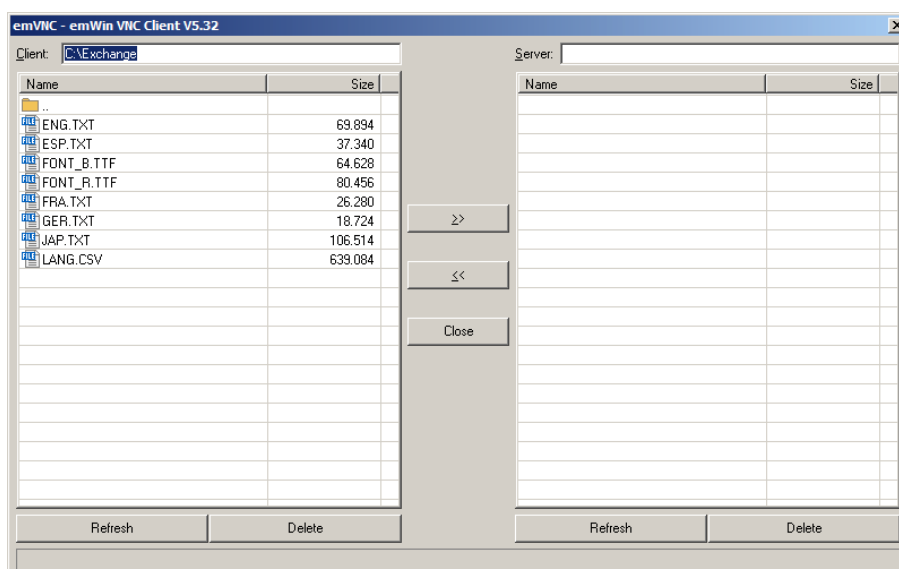 emVNC - emWin VNC Client V5.32
Client: C:\Exchange
Server:
Name Size
Name Size
..
ENG.TXT 69.894
ESP.TXT 37.340
FONT_B.TTF 64.628
FONT_R.TTF 80.456
FRA.TXT 26.280
GER.TXT 18.724
JAP.TXT 106.514
LANG.CSV 639.084
>>
<<
Close
Refresh Delete
Refresh Delete